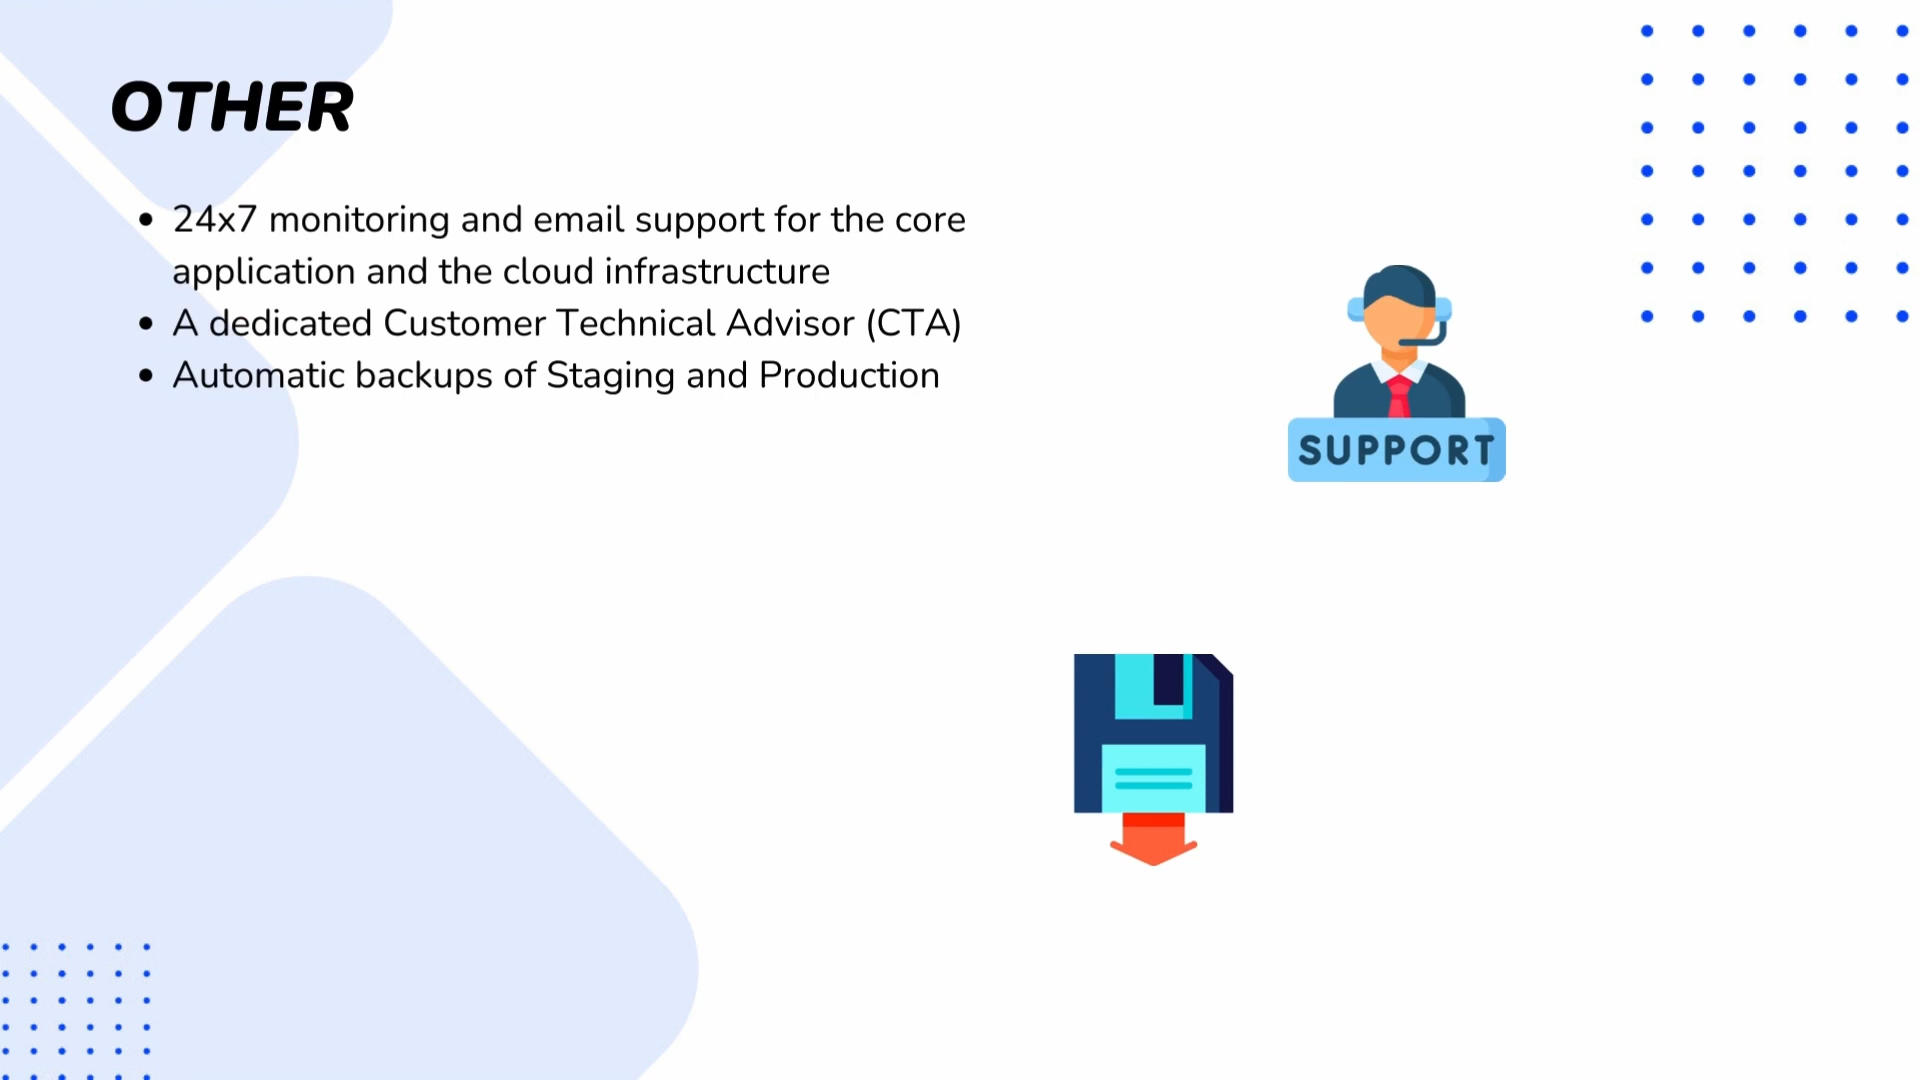 OTHER
• 24x7 monitoring and email support for the core
application and the cloud infrastructure
• A dedicated Customer Technical Advisor (CTA)
• Automatic backups of Staging and Production
SUPPORT